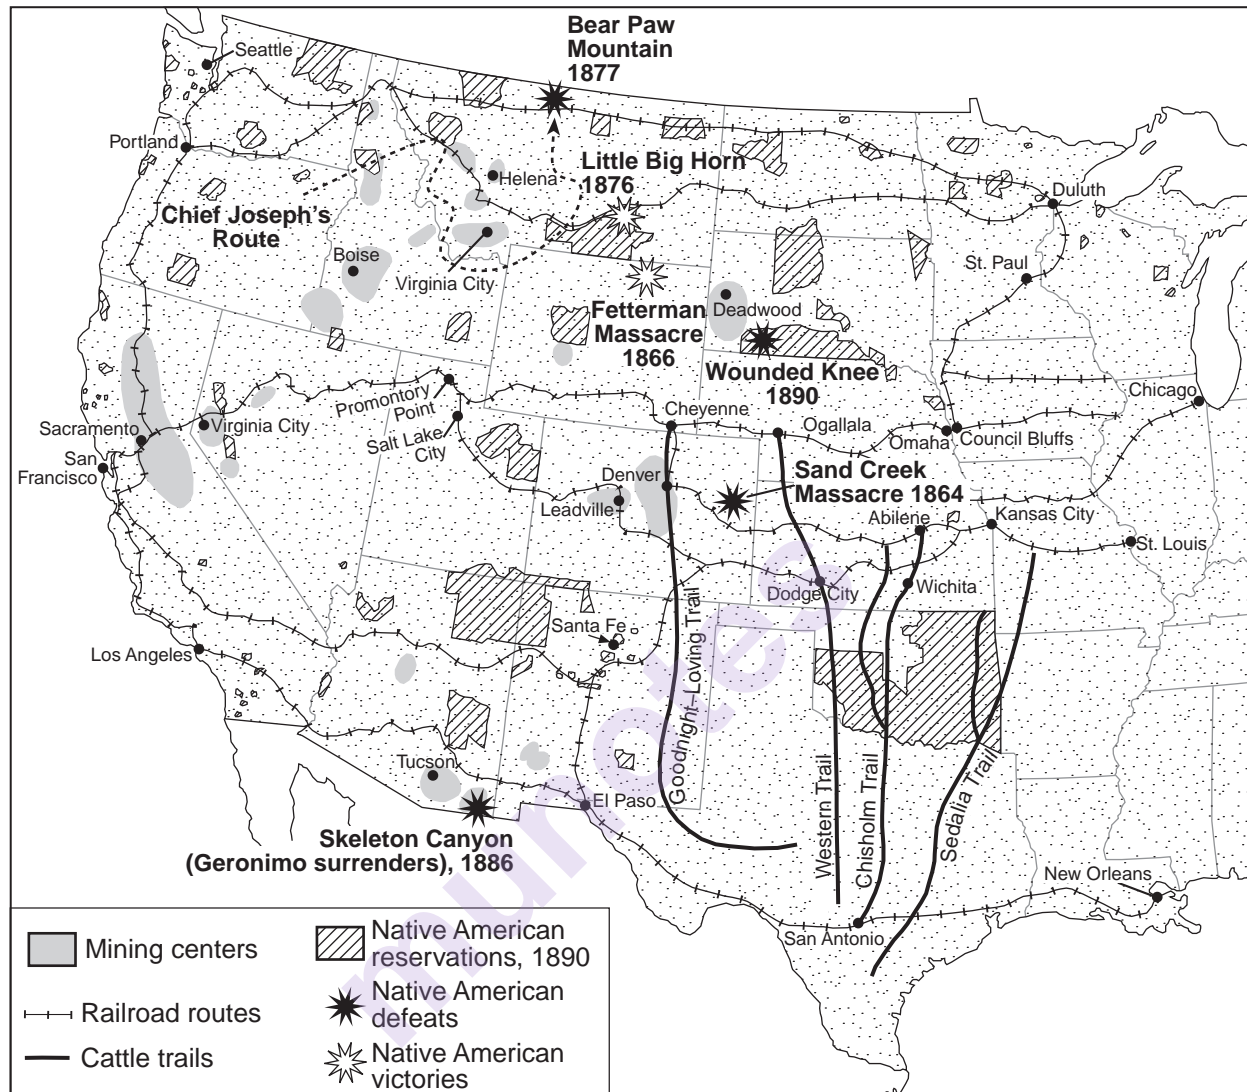 Bear Paw
Mountain
1877
Seattle
Portland
Little Big Horn
1876
Helena
Duluth
Chief Joseph's
Route
Boise
Virginia City
St. Paul
Fetterman
Massacre
1866
Deadwood
Wounded Knee
1890
Promontory
Point
Salt Lake
City
Cheyenne
Ogallala
Omaha
Council Bluffs
Chicago
Sacramento
San
Francisco
Virginia City
Denver
Leadville
Sand Creek
Massacre 1864
Abilene
Kansas City
St. Louis
Dodge City
Wichita
Santa Fe
Los Angeles
Goodnight–Loving Trail
Western Trail
Chisholm Trail
Sedalia Trail
Tucson
El Paso
Skeleton Canyon
(Geronimo surrenders), 1886
New Orleans
San Antonio
Mining centers
Native American
reservations, 1890
Railroad routes
Native American
defeats
Cattle trails
Native American
victories
munotes